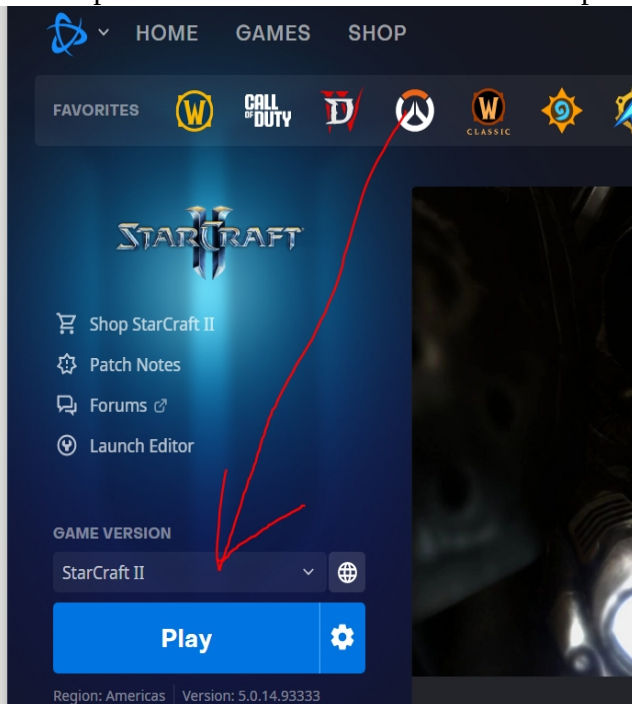 HOME GAMES SHOP
FAVORITES W CALL OF DUTY D W CLASSIC
STARCRAFT II
Shop StarCraft II
Patch Notes
Forums
Launch Editor
GAME VERSION
StarCraft II
Play
Region: Americas Version: 5.0.14.93333